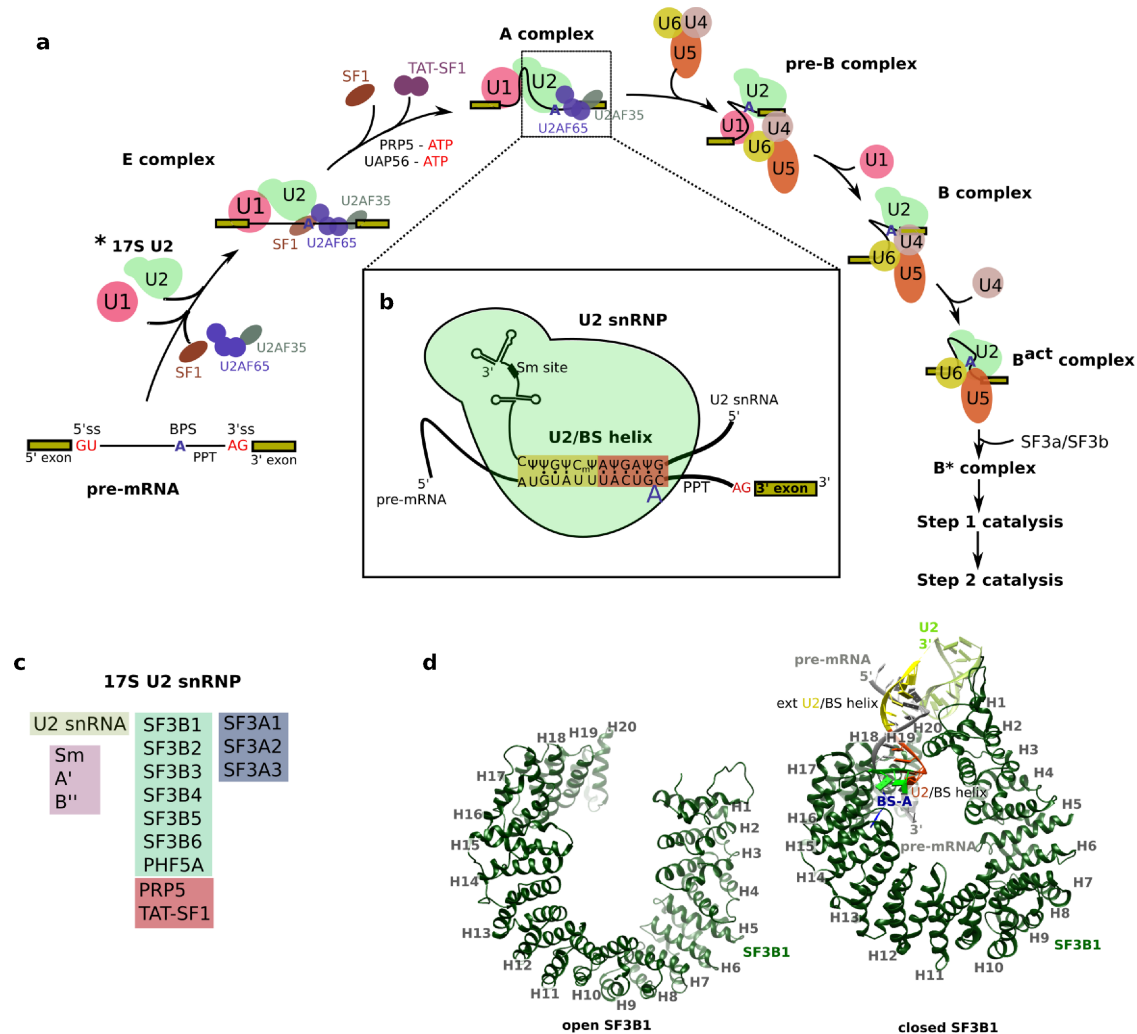 a
A complex
U6
U4
U5
SF1
TAT-SF1
U1
U2
A
U2AF35
U2AF65
PRP5 - ATP
UAP56 - ATP
pre-B complex
U2
A
U1
U4
U6
U5
U1
E complex
U1
U2
U2AF35
A
SF1
U2AF65
B complex
U2
A
U4
U6
U5
U4
* 17S U2
U2
U1
SF1
U2AF65
U2AF35
Bact complex
U2
A
U6
U5
SF3a/SF3b
B* complex
Step 1 catalysis
Step 2 catalysis
5'ss
BPS
3'ss
GU
A
AG
5' exon
PPT
3' exon
pre-mRNA
b
U2 snRNP
3'
Sm site
U2 snRNA
5'
U2/BS helix
CΨΨGΨCmΨAΨGAΨG
AUGUAUUUACUGC
A
5'
pre-mRNA
PPT
AG
3' exon
3'
c
17S U2 snRNP
U2 snRNA
SF3B1
SF3A1
SF3B2
SF3A2
SF3B3
SF3A3
Sm
A'
B''
SF3B4
SF3B5
SF3B6
PHF5A
PRP5
TAT-SF1
d
H20
H19
H18
H17
H16
H15
H14
H13
H12
H11
H10
H9
H8
H7
H6
H5
H4
H3
H2
H1
SF3B1
open SF3B1
U2
3'
pre-mRNA
5'
ext U2/BS helix
H1
H2
H3
H4
H5
H6
H7
H8
H9
H10
H11
H12
H13
H14
H15
H16
H17
H18
H19
H20
U2/BS helix
BS-A
3'
pre-mRNA
SF3B1
closed SF3B1